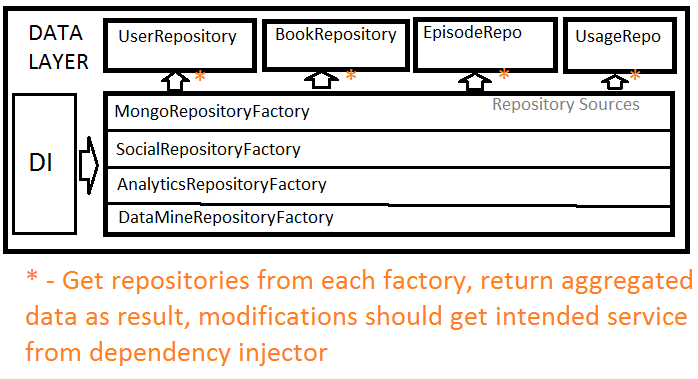 DATA
LAYER
UserRepository
BookRepository
EpisodeRepo
UsageRepo
* * * *
DI
Repository Sources
MongoRepositoryFactory
SocialRepositoryFactory
AnalyticsRepositoryFactory
DataMineRepositoryFactory
* - Get repositories from each factory, return aggregated
data as result, modifications should get intended service
from dependency injector